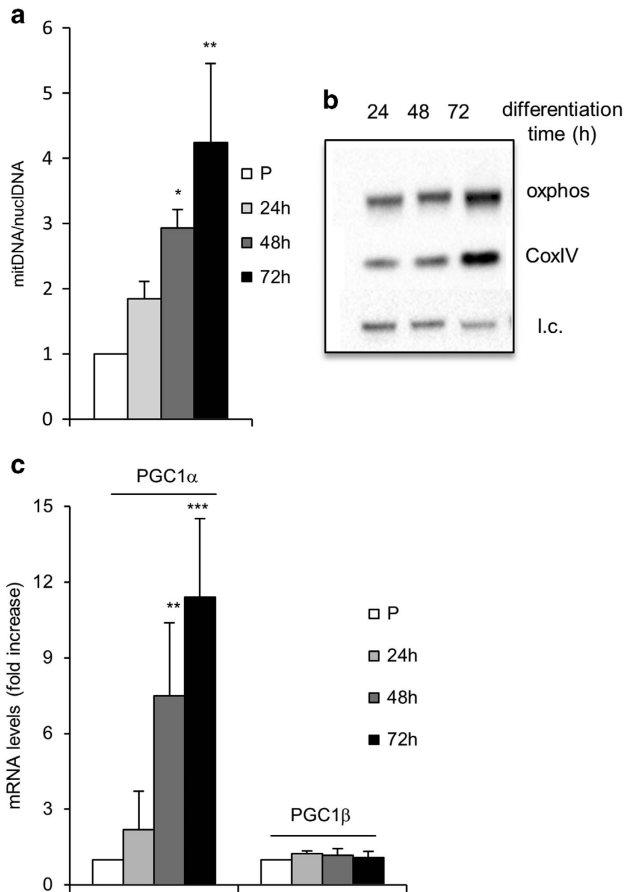 a
6
5
4
3
2
1
0
mitDNA/nuclDNA
*
**
P
24h
48h
72h
b
24 48 72 differentiation
time (h)
oxphos
CoxIV
l.c.
c
PGC1α
15
12
9
6
3
0
mRNA levels (fold increase)
**
***
P
24h
48h
72h
PGC1β